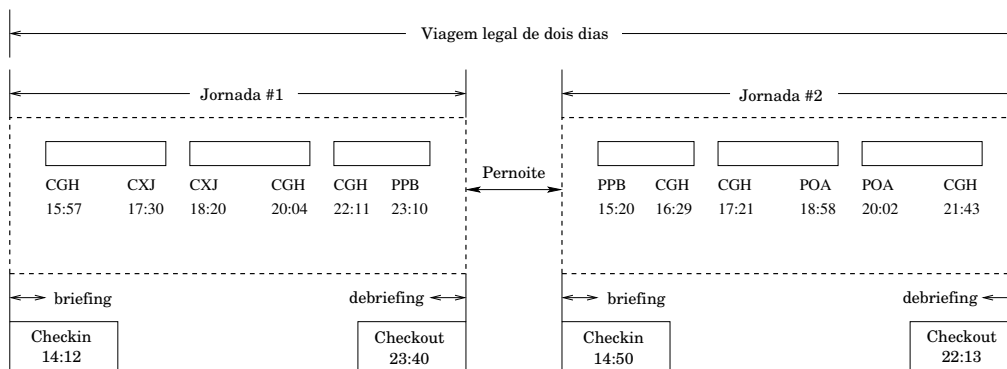 Viagem legal de dois dias
Jornada #1
Jornada #2
Pernoite
CGH CXJ CXJ CGH CGH PPB
15:57 17:30 18:20 20:04 22:11 23:10
PPB CGH CGH POA POA CGH
15:20 16:29 17:21 18:58 20:02 21:43
briefing debriefing briefing debriefing
Checkin
14:12
Checkout
23:40
Checkin
14:50
Checkout
22:13